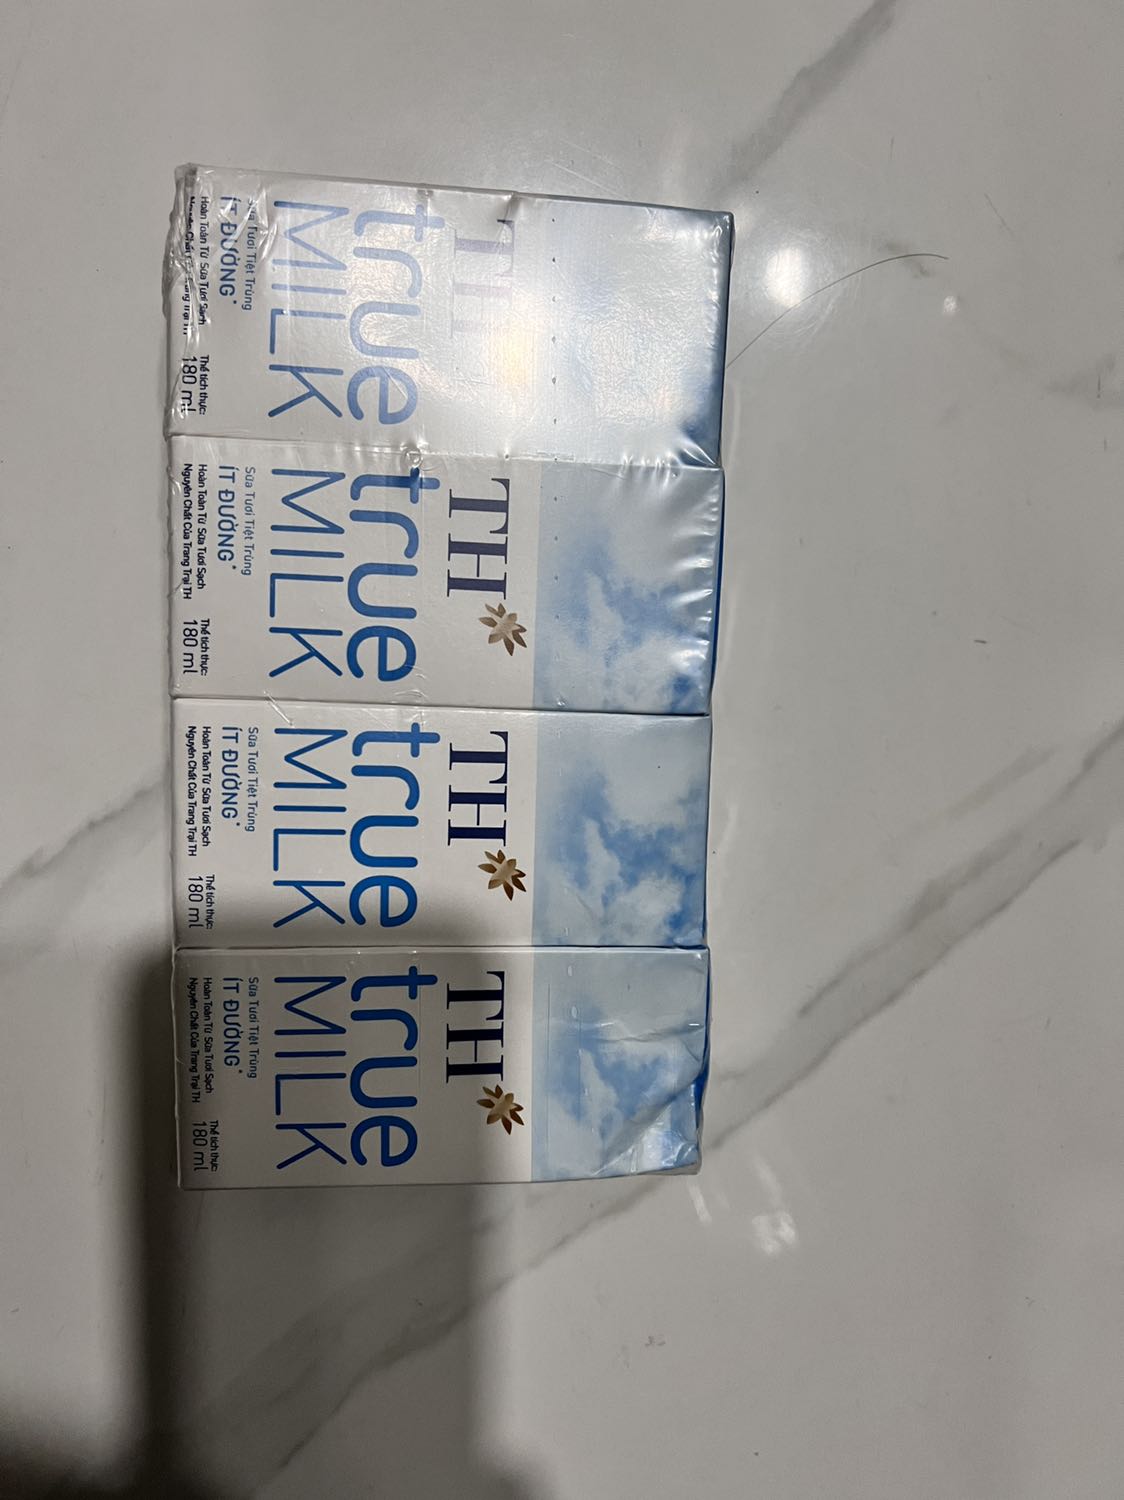 TH
true
MILK
Sữa Tươi Tiệt Trùng
ÍT ĐƯỜNG*
Hoàn Toàn Từ Sữa Tươi Sạch
Thể tích thực:
180 ml
TH
true
MILK
Sữa Tươi Tiệt Trùng
ÍT ĐƯỜNG*
Hoàn Toàn Từ Sữa Tươi Sạch
Nguyên Chất Của Trang Trại TH
Thể tích thực:
180 ml
TH
true
MILK
Sữa Tươi Tiệt Trùng
ÍT ĐƯỜNG*
Hoàn Toàn Từ Sữa Tươi Sạch
Nguyên Chất Của Trang Trại TH
Thể tích thực:
180 ml
TH
true
MILK
Sữa Tươi Tiệt Trùng
ÍT ĐƯỜNG*
Hoàn Toàn Từ Sữa Tươi Sạch
Nguyên Chất Của Trang Trại TH
Thể tích thực:
180 ml